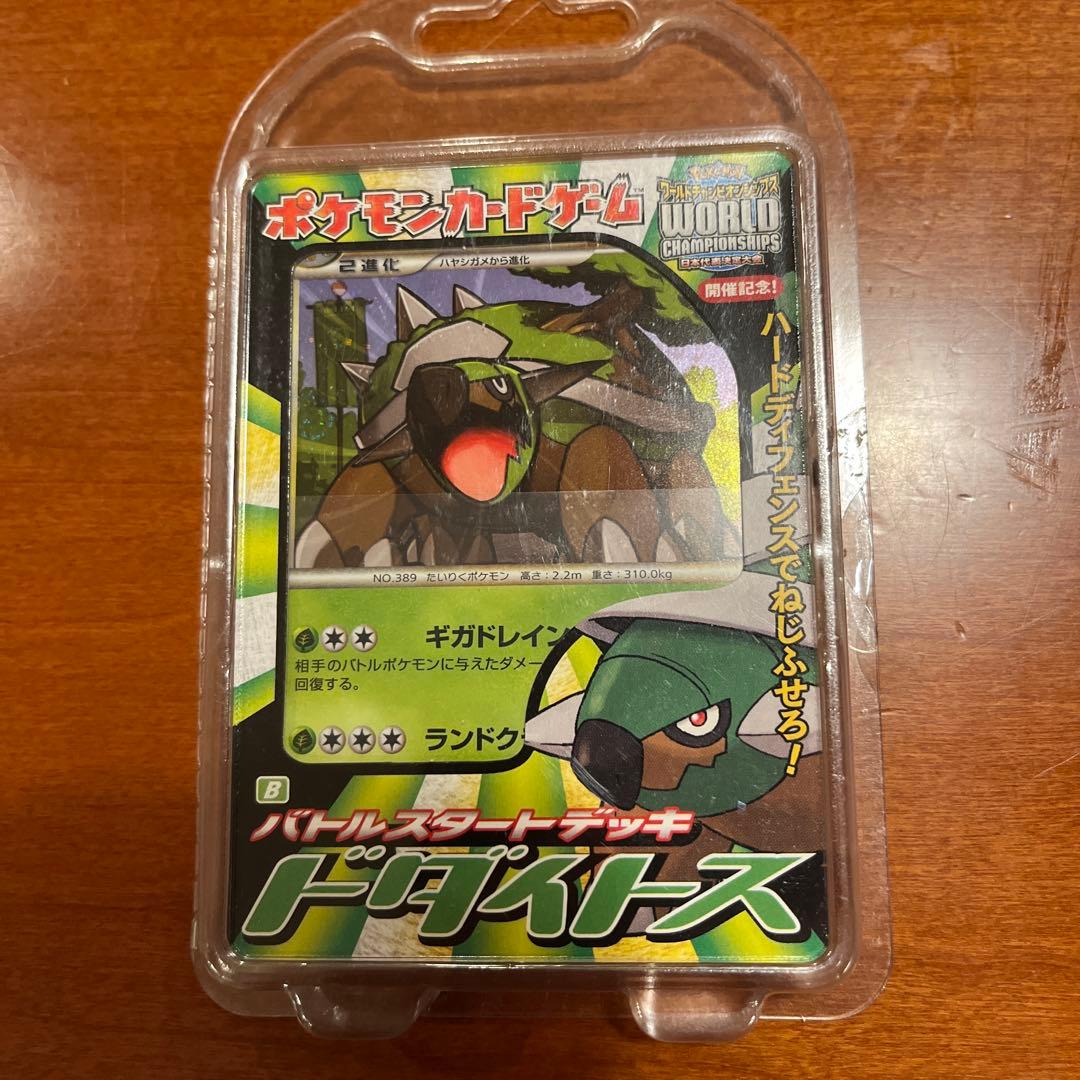 ポケモンカードゲーム™
POKÉMON
ワールドチャンピオンシップス
WORLD
CHAMPIONSHIPS
日本代表決定大会
開催記念!
2進化
ハヤシガメから進化
ハードディフェンスでねじふせろ!
NO.389 たいりくポケモン 高さ:2.2m 重さ:310.0kg
ギガドレイン
相手のバトルポケモンに与えたダメー
回復する。
ランドク
B
バトルスタートデッキ
ドダイトス